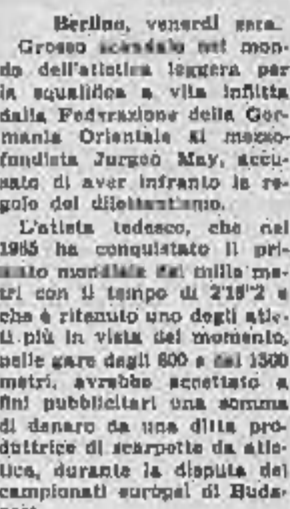 Berlino, venerdì sera.
Grosso scandalo nel mon-
do dell'atletica leggera per
la squalifica a vita inflitta
dalla Federazione della Ger-
mania Orientale al mezzo-
fondista Jurgen May, accu-
sato di aver infranto le re-
gole del dilettantismo.
L'atleta tedesco, che nel
1965 ha conquistato il pri-
mato mondiale dei mille me-
tri con il tempo di 2'16"2 e
che è ritenuto uno degli atle-
ti più in vista del momento,
nelle gare degli 800 e dei 1500
metri, avrebbe accettato a
fini pubblicitari una somma
di danaro da una ditta pro-
duttrice di scarpette da atle-
tica, durante la disputa dei
campionati europei di Buda-